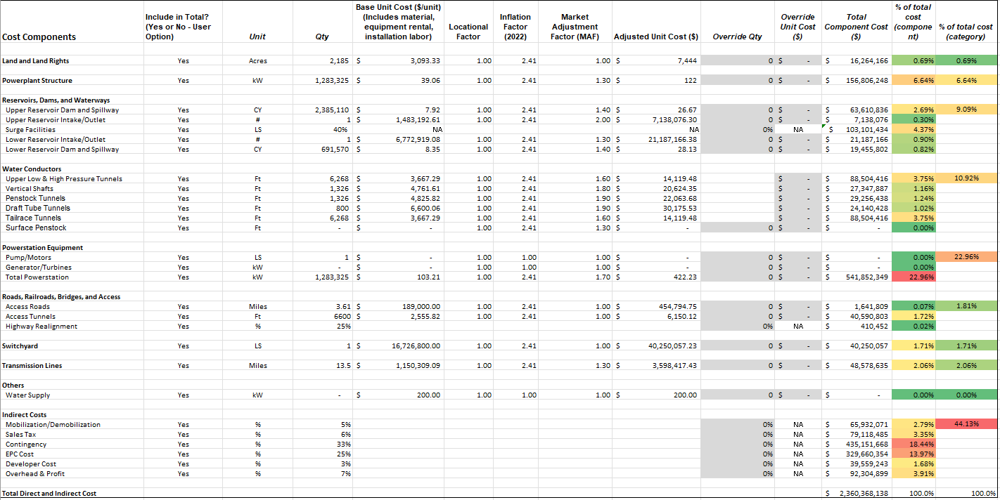 Cost Components Include in Total? (Yes or No - User Option) Unit Qty Base Unit Cost ($/unit) (Includes material, equipment rental, installation labor) Locational Factor Inflation Factor (2022) Market Adjustment Factor (MAF) Adjusted Unit Cost ($) Override Qty Override Unit Cost ($) Total Component Cost ($) % of total cost (compone nt) % of total cost (category)
Land and Land Rights Yes Acres 2,185 $ 3,093.33 1.00 2.41 1.00 $ 7,444 0 $ - $ 16,264,166 0.69% 0.69%
Powerplant Structure Yes kW 1,283,325 $ 39.06 1.00 2.41 1.30 $ 122 0 $ - $ 156,806,248 6.64% 6.64%
Reservoirs, Dams, and Waterways
Upper Reservoir Dam and Spillway Yes CY 2,385,110 $ 7.92 1.00 2.41 1.40 $ 26.67 0 $ - $ 63,610,836 2.69% 9.09%
Upper Reservoir Intake/Outlet Yes # 1 $ 1,483,192.61 1.00 2.41 2.00 $ 7,138,076.30 0 $ - $ 7,138,076 0.30%
Surge Facilities Yes LS 40% NA NA 0% NA $ 103,101,434 4.37%
Lower Reservoir Intake/Outlet Yes # 1 $ 6,772,919.08 1.00 2.41 1.30 $ 21,187,166.38 0 $ - $ 21,187,166 0.90%
Lower Reservoir Dam and Spillway Yes CY 691,570 $ 8.35 1.00 2.41 1.40 $ 28.13 0 $ - $ 19,455,802 0.82%
Water Conductors
Upper Low & High Pressure Tunnels Yes Ft 6,268 $ 3,667.29 1.00 2.41 1.60 $ 14,119.48 $ - $ 88,504,416 3.75% 10.92%
Vertical Shafts Yes Ft 1,326 $ 4,761.61 1.00 2.41 1.80 $ 20,624.35 $ - $ 27,347,887 1.16%
Penstock Tunnels Yes Ft 1,326 $ 4,825.82 1.00 2.41 1.90 $ 22,063.68 $ - $ 29,256,438 1.24%
Draft Tube Tunnels Yes Ft 800 $ 6,600.06 1.00 2.41 1.90 $ 30,175.53 $ - $ 24,140,428 1.02%
Tailrace Tunnels Yes Ft 6,268 $ 3,667.29 1.00 2.41 1.60 $ 14,119.48 $ - $ 88,504,416 3.75%
Surface Penstock Yes Ft - $ - 1.00 2.41 1.30 $ - 0 $ - $ - 0.00%
Powerstation Equipment
Pump/Motors Yes LS 1 $ - 1.00 1.00 1.00 $ - 0 $ - $ - 0.00% 22.96%
Generator/Turbines Yes kW - $ - 1.00 1.00 1.00 $ - 0 $ - $ - 0.00%
Total Powerstation Yes kW 1,283,325 $ 103.21 1.00 2.41 1.70 $ 422.23 0 $ - $ 541,852,349 22.96%
Roads, Railroads, Bridges, and Access
Access Roads Yes Miles 3.61 $ 189,000.00 1.00 2.41 1.00 $ 454,794.75 0 $ - $ 1,641,809 0.07% 1.81%
Access Tunnels Yes Ft 6600 $ 2,555.82 1.00 2.41 1.00 $ 6,150.12 0 $ - $ 40,590,803 1.72%
Highway Realignment Yes % 25% 0% NA $ 410,452 0.02%
Switchyard Yes LS 1 $ 16,726,800.00 1.00 2.41 1.00 $ 40,250,057.23 0 $ - $ 40,250,057 1.71% 1.71%
Transmission Lines Yes Miles 13.5 $ 1,150,309.09 1.00 2.41 1.30 $ 3,598,417.43 0 $ - $ 48,578,635 2.06% 2.06%
Others
Water Supply Yes kW - $ 200.00 1.00 1.00 1.00 $ 200.00 0 $ - $ - 0.00% 0.00%
Indirect Costs
Mobilization/Demobilization Yes % 5% 0% NA $ 65,932,071 2.79% 44.13%
Sales Tax Yes % 6% 0% NA $ 79,118,485 3.35%
Contingency Yes % 33% 0% NA $ 435,151,668 18.44%
EPC Cost Yes % 25% 0% NA $ 329,660,354 13.97%
Developer Cost Yes % 3% 0% NA $ 39,559,243 1.68%
Overhead & Profit Yes % 7% 0% NA $ 92,304,899 3.91%
Total Direct and Indirect Cost $ 2,360,368,138 100.0% 100.0%